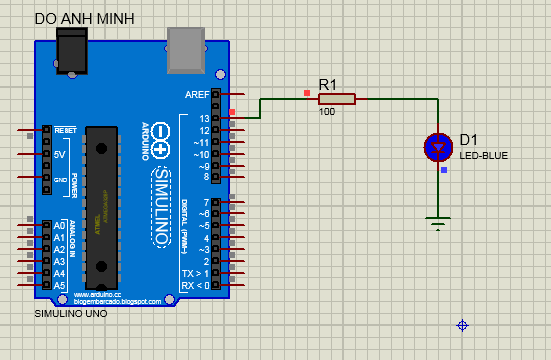 DO ANH MINH
AREF
RESET
5V
GND
POWER
ANALOG IN
A0
A1
A2
A3
A4
A5
ARDUINO
SIMULINO
DIGITAL (PWM~)
13
12
~11
~10
~9
8
7
~6
~5
4
~3
2
TX > 1
RX < 0
ATMEL
www.arduino.cc
blogembarcado.blogspot.com
SIMULINO UNO
R1
100
D1
LED-BLUE